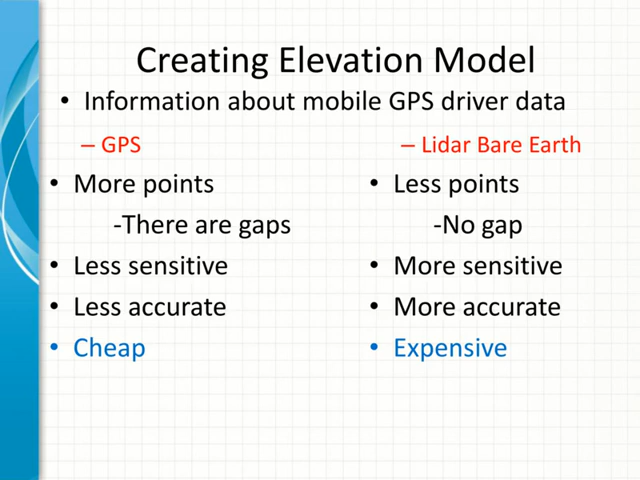 Creating Elevation Model
• Information about mobile GPS driver data
– GPS
• More points
-There are gaps
• Less sensitive
• Less accurate
• Cheap
– Lidar Bare Earth
• Less points
-No gap
• More sensitive
• More accurate
• Expensive